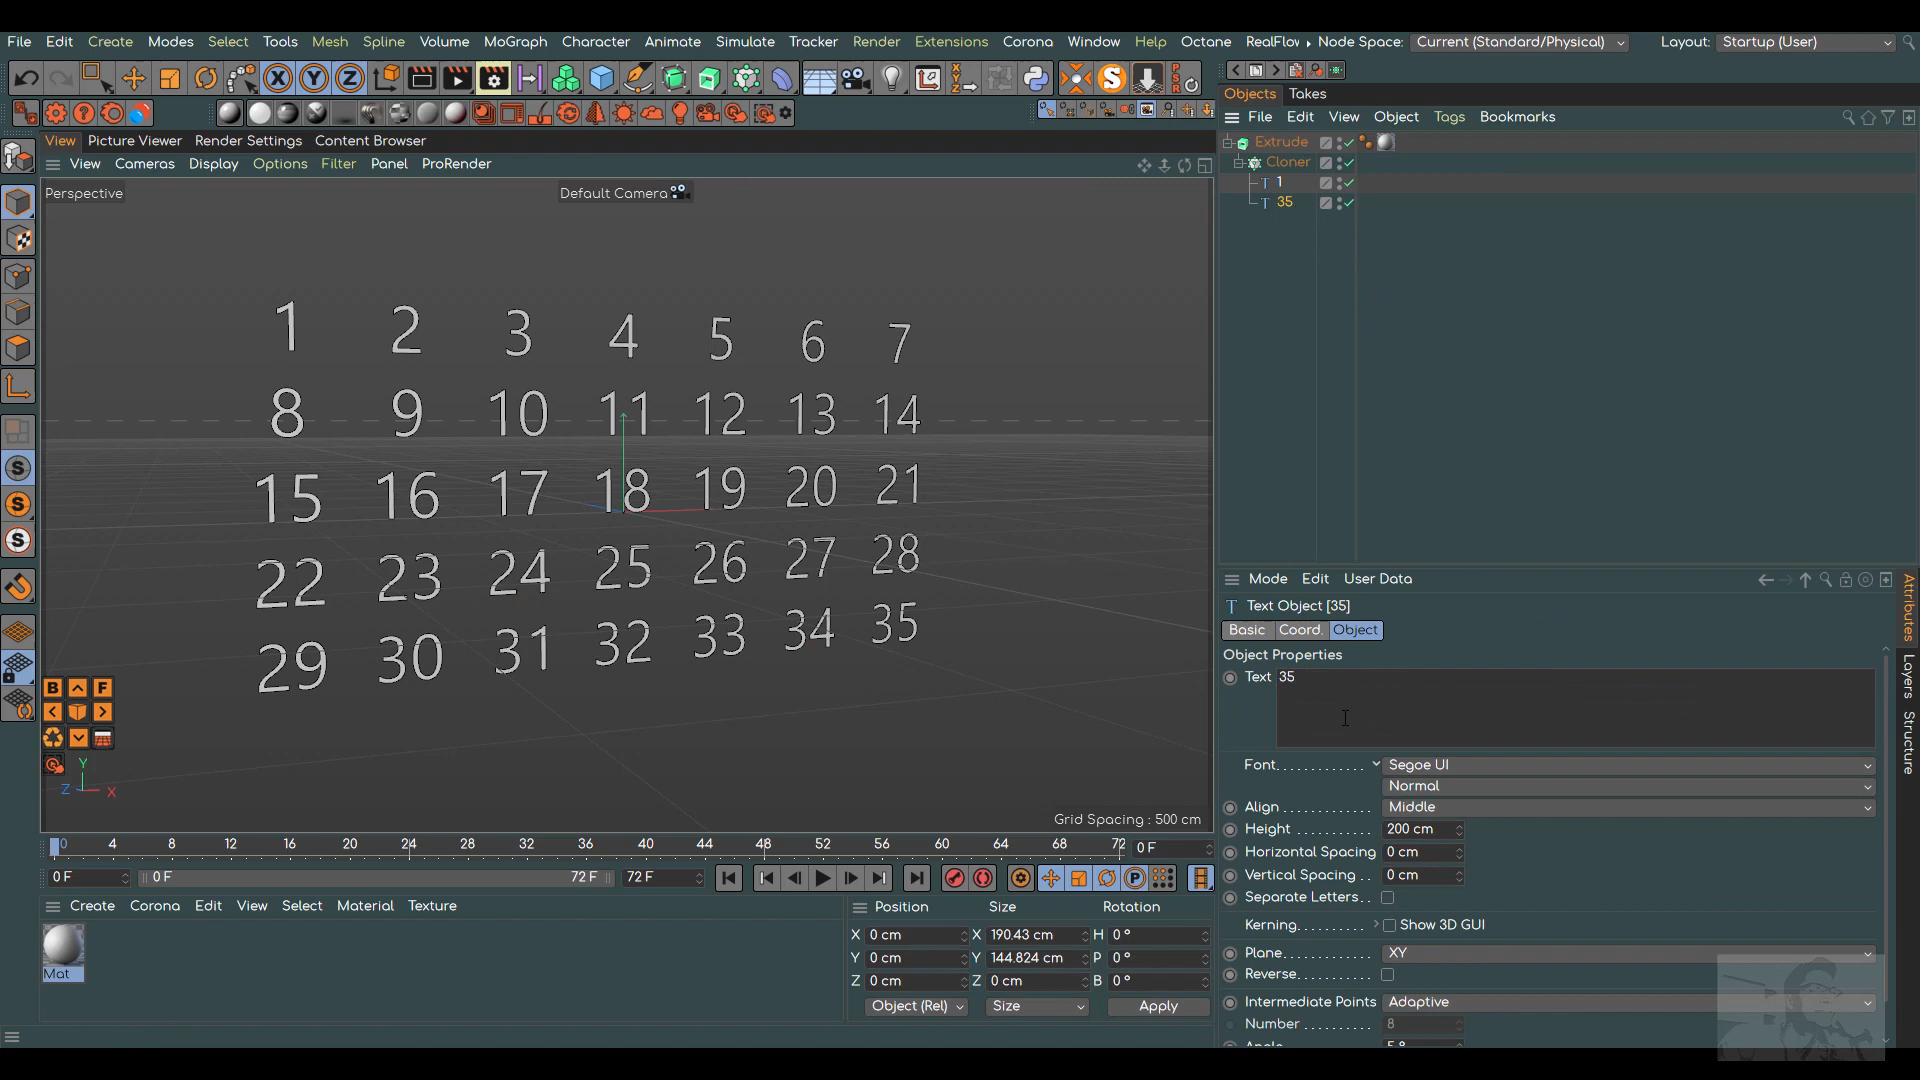 File Edit Create Modes Select Tools Mesh Spline Volume MoGraph Character Animate Simulate Tracker Render Extensions Corona Window Help Octane RealFlow Node Space: Current (Standard/Physical) Layout: Startup (User)
X Y Z
Objects Takes
File Edit View Object Tags Bookmarks
View Picture Viewer Render Settings Content Browser
View Cameras Display Options Filter Panel ProRender
Perspective
Default Camera
Extrude
Cloner
1
35
1 2 3 4 5 6 7
8 9 10 11 12 13 14
15 16 17 18 19 20 21
22 23 24 25 26 27 28
29 30 31 32 33 34 35
B F
Y
Z X
Grid Spacing : 500 cm
Mode Edit User Data
Text Object [35]
Basic Coord. Object
Object Properties
Text 35
Font............. Segoe UI
Normal
Align ............ Middle
Height .......... 200 cm
Horizontal Spacing 0 cm
Vertical Spacing . . 0 cm
Separate Letters. .
Kerning......... Show 3D GUI
Plane............ XY
Reverse.........
Intermediate Points Adaptive
Number ......... 8
Angle 5 °
Attributes
Layers
Structure
0 4 8 12 16 20 24 28 32 36 40 44 48 52 56 60 64 68 72 0 F
0 F 0 F 72 F 72 F
Create Corona Edit View Select Material Texture
Mat
Position Size Rotation
X 0 cm X 190.43 cm H 0 °
Y 0 cm Y 144.824 cm P 0 °
Z 0 cm Z 0 cm B 0 °
Object (Rel) Size Apply